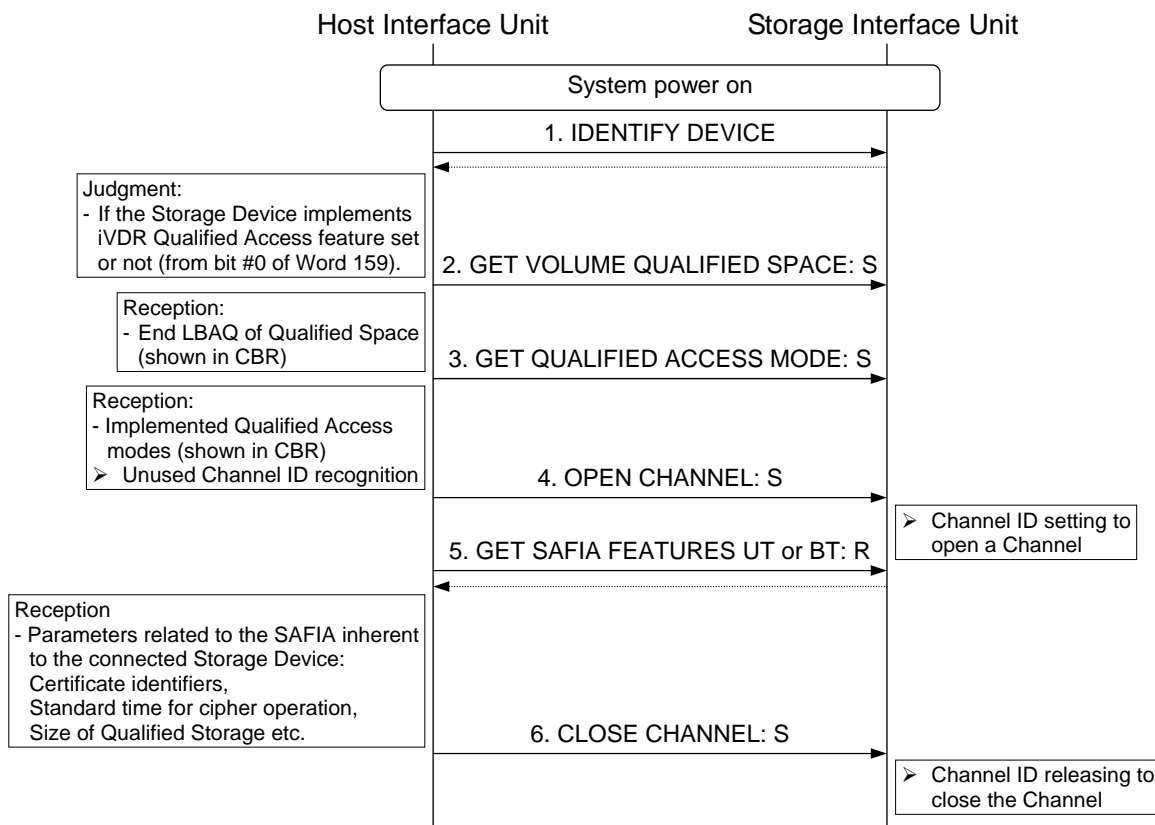 Host Interface Unit
Storage Interface Unit
System power on
1. IDENTIFY DEVICE
Judgment:
- If the Storage Device implements
iVDR Qualified Access feature set
or not (from bit #0 of Word 159).
2. GET VOLUME QUALIFIED SPACE: S
Reception:
- End LBAQ of Qualified Space
(shown in CBR)
3. GET QUALIFIED ACCESS MODE: S
Reception:
- Implemented Qualified Access
modes (shown in CBR)
➢ Unused Channel ID recognition
4. OPEN CHANNEL: S
➢ Channel ID setting to
open a Channel
5. GET SAFIA FEATURES UT or BT: R
Reception
- Parameters related to the SAFIA inherent
to the connected Storage Device:
Certificate identifiers,
Standard time for cipher operation,
Size of Qualified Storage etc.
6. CLOSE CHANNEL: S
➢ Channel ID releasing to
close the Channel